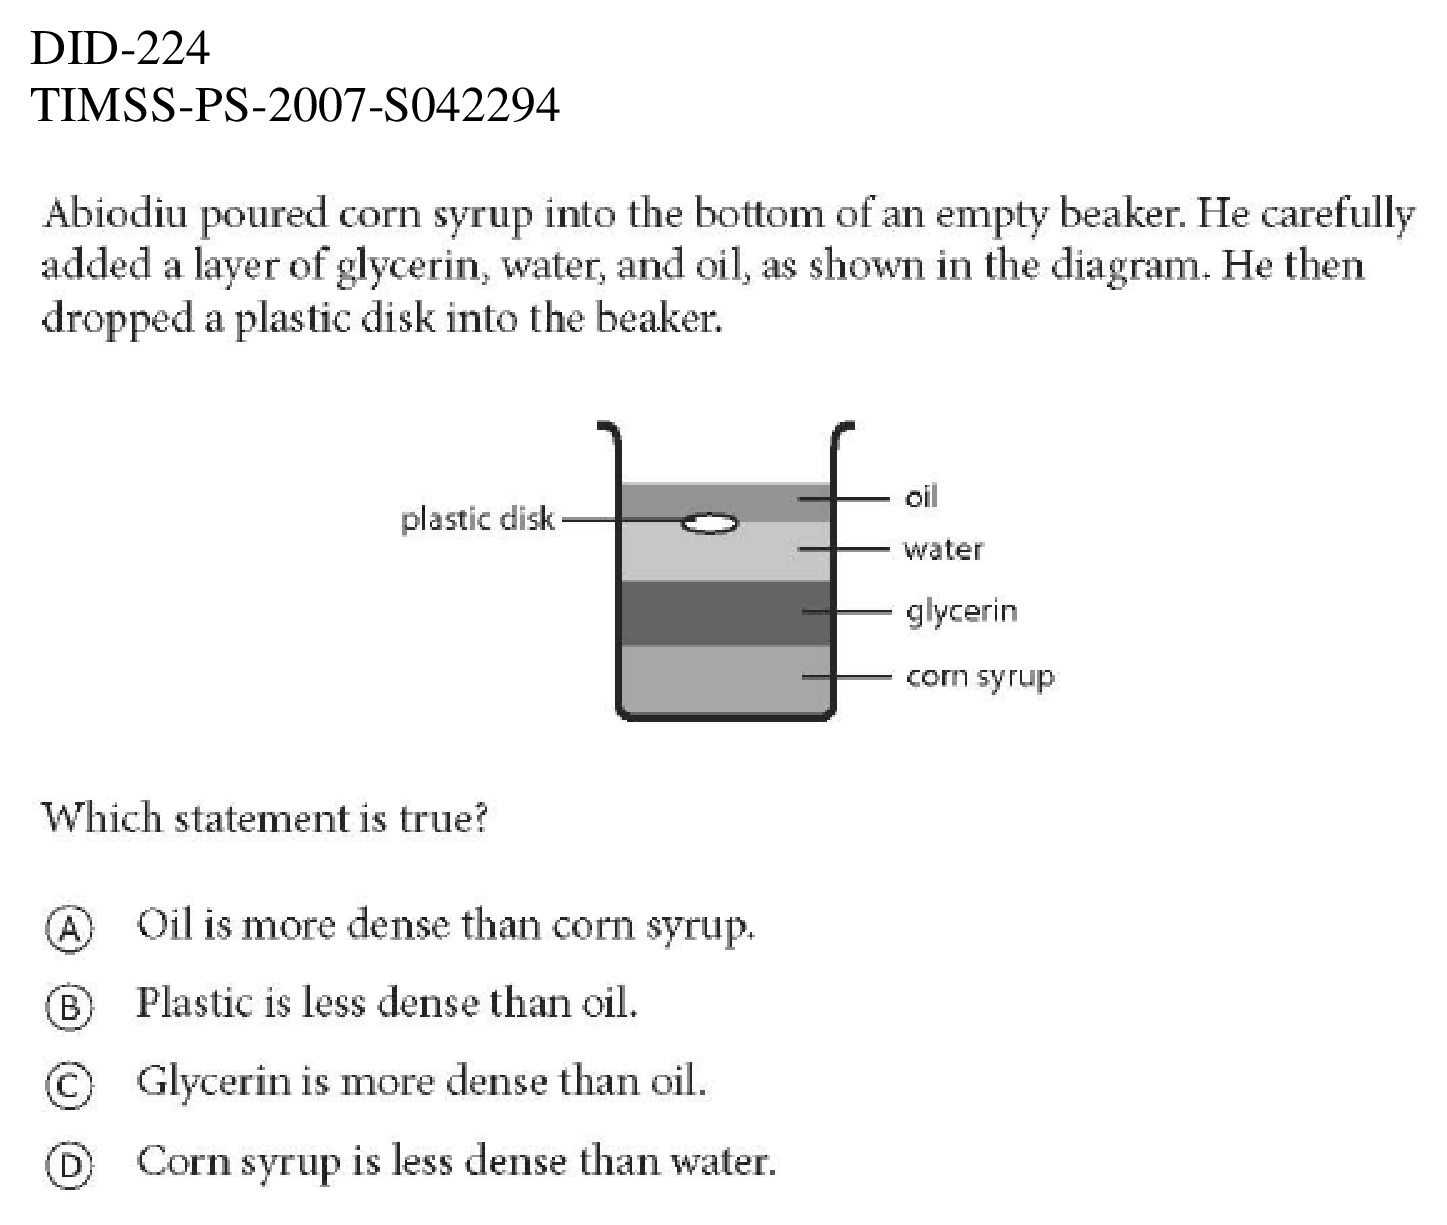 DID-224
TIMSS-PS-2007-S042294
Abiodiu poured corn syrup into the bottom of an empty beaker. He carefully
added a layer of glycerin, water, and oil, as shown in the diagram. He then
dropped a plastic disk into the beaker.
oil
plastic disk
water
glycerin
corn syrup
Which statement is true?
A Oil is more dense than corn syrup.
B Plastic is less dense than oil.
C Glycerin is more dense than oil.
D Corn syrup is less dense than water.